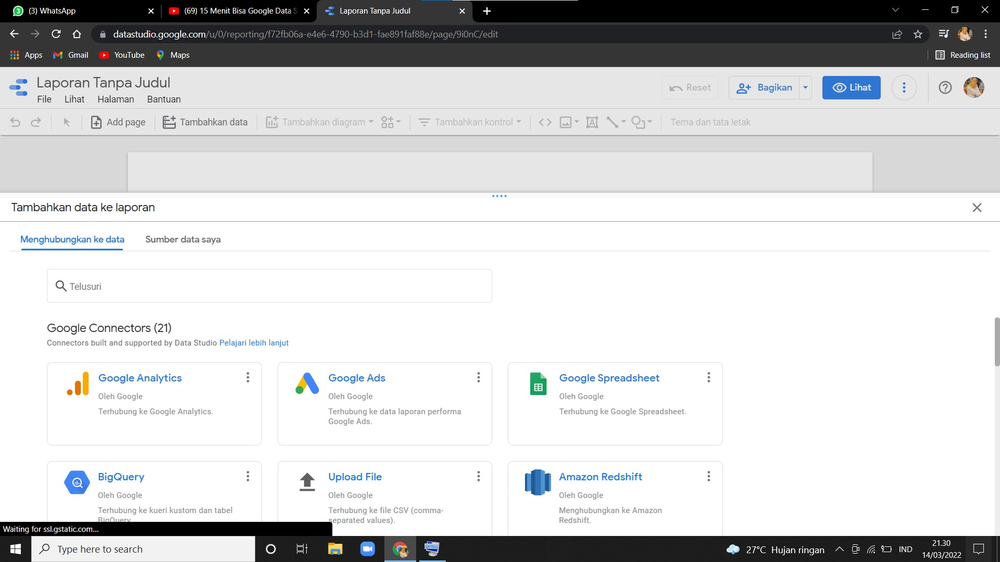 (3) WhatsApp
(69) 15 Menit Bisa Google Data S
Laporan Tanpa Judul
datastudio.google.com/u/0/reporting/f72fb06a-e4e6-4790-b3d1-fae891faf88e/page/9i0nC/edit
Apps Gmail YouTube Maps Reading list
Laporan Tanpa Judul
File Lihat Halaman Bantuan
Reset Bagikan Lihat
Add page Tambahkan data Tambahkan diagram Tambahkan kontrol Tema dan tata letak
Tambahkan data ke laporan
Menghubungkan ke data Sumber data saya
Telusuri
Google Connectors (21)
Connectors built and supported by Data Studio Pelajari lebih lanjut
Google Analytics
Oleh Google
Terhubung ke Google Analytics.
Google Ads
Oleh Google
Terhubung ke data laporan performa
Google Ads.
Google Spreadsheet
Oleh Google
Terhubung ke Google Spreadsheet.
BigQuery
Oleh Google
Terhubung ke kueri kustom dan tabel
BigQuery
Upload File
Oleh Google
Terhubung ke file CSV (comma-
separated values).
Amazon Redshift
Oleh Google
Menghubungkan ke Amazon
Redshift.
Waiting for ssl.gstatic.com...
Type here to search
27°C Hujan ringan
IND
21.30
14/03/2022